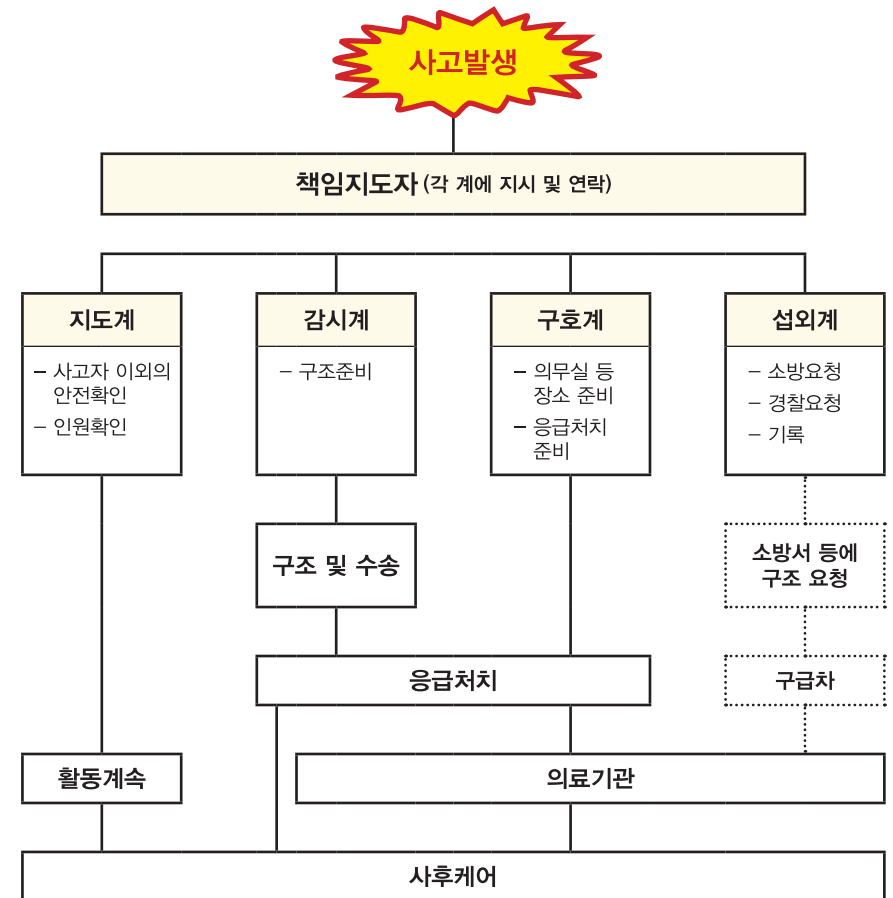 사고발생
책임지도자 (각 계에 지시 및 연락)
지도계
– 사고자 이외의
안전확인
– 인원확인
감시계
– 구조준비
구호계
– 의무실 등
장소 준비
– 응급처치
준비
섭외계
– 소방요청
– 경찰요청
– 기록
구조 및 수송
소방서 등에
구조 요청
응급처치
구급차
활동계속
의료기관
사후케어